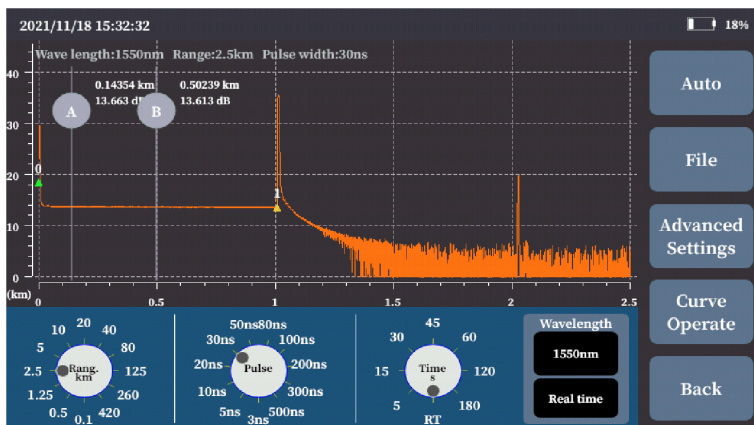 2021/11/18 15:32:32
18%
Wave length:1550nm Range:2.5km Pulse width:30ns
0.14354 km
13.663 dB
0.50239 km
13.613 dB
A
B
40
30
20
10
0
0
1
(km)
0
0.5
1
1.5
2
2.5
Auto
File
Advanced
Settings
Curve
Operate
Back
0.1
0.5
1.25
2.5
5
10
20
40
80
125
260
420
Rang.
km
3ns
5ns
10ns
20ns
30ns
50ns
80ns
100ns
200ns
300ns
500ns
Pulse
5
15
30
45
60
120
180
RT
Time
s
Wavelength
1550nm
Real time